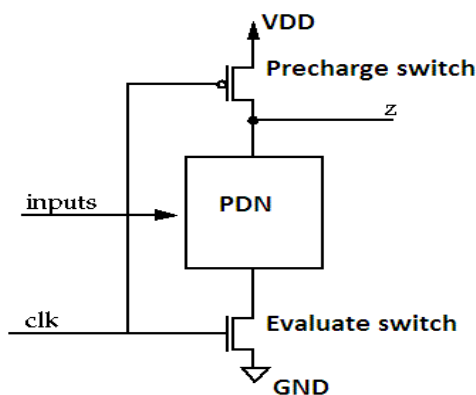 VDD
Precharge switch
z
inputs
PDN
clk
Evaluate switch
GND